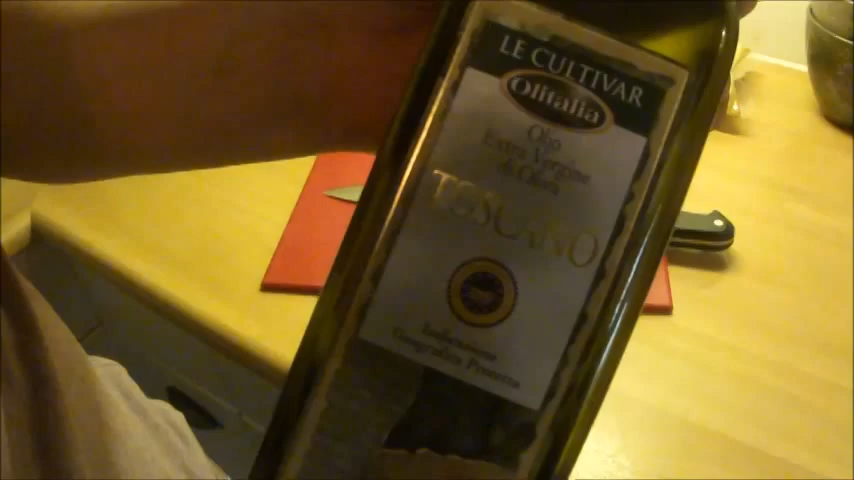 LE CULTIVAR
Olitalia
Olio
Extra Vergine
di Oliva
TOSCANO
Indicazione
Geografica Protetta